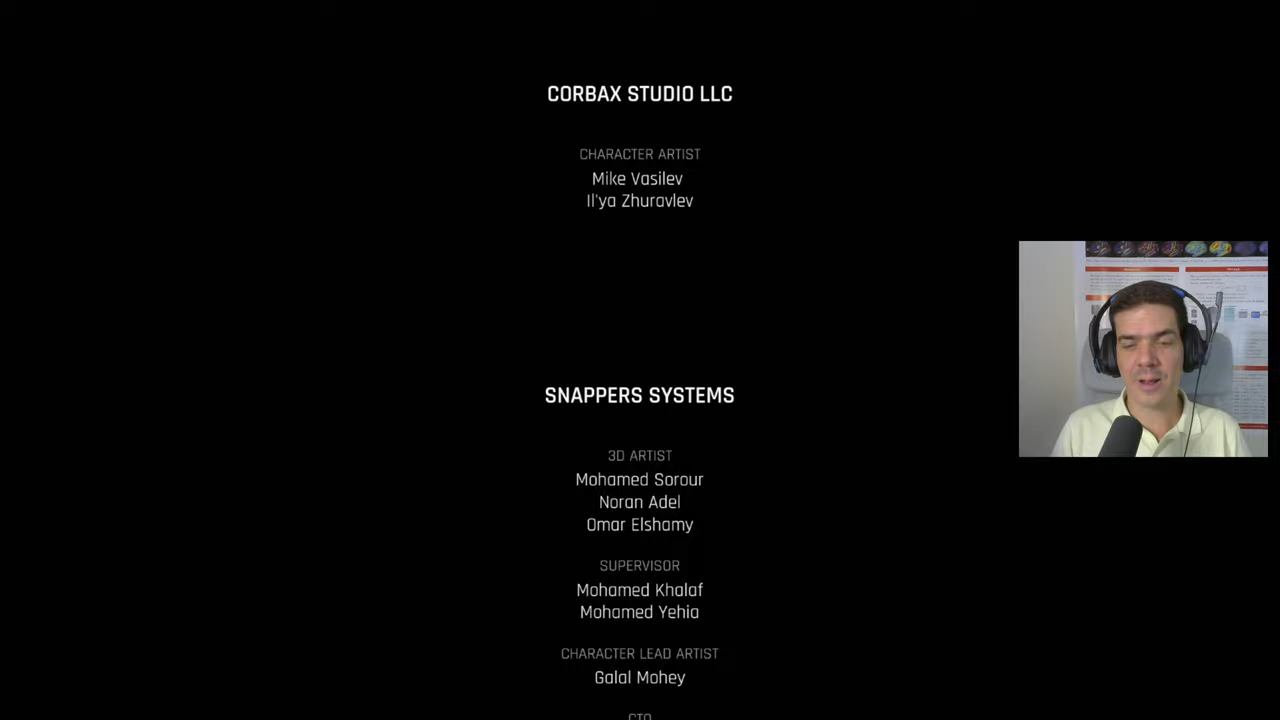 CORBAX STUDIO LLC
CHARACTER ARTIST
Mike Vasilev
Il'ya Zhuravlev
SNAPPERS SYSTEMS
3D ARTIST
Mohamed Sorour
Noran Adel
Omar Elshamy
SUPERVISOR
Mohamed Khalaf
Mohamed Yehia
CHARACTER LEAD ARTIST
Galal Mohey
CTO